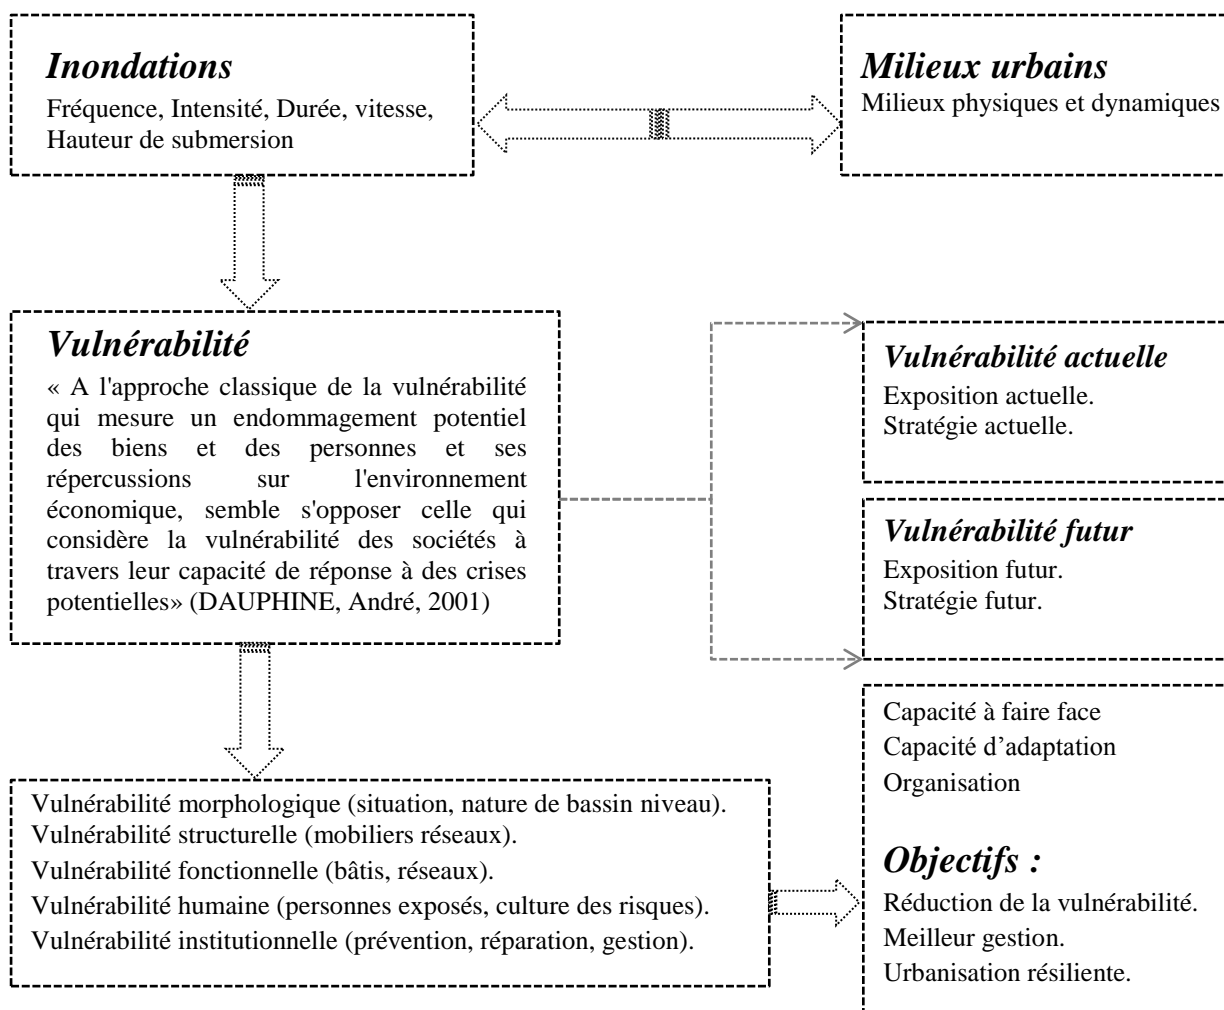 Inondations
Fréquence, Intensité, Durée, vitesse,
Hauteur de submersion
Milieux urbains
Milieux physiques et dynamiques
Vulnérabilité
« A l'approche classique de la vulnérabilité
qui mesure un endommagement potentiel
des biens et des personnes et ses
répercussions sur l'environnement
économique, semble s'opposer celle qui
considère la vulnérabilité des sociétés à
travers leur capacité de réponse à des crises
potentielles» (DAUPHINE, André, 2001)
Vulnérabilité actuelle
Exposition actuelle.
Stratégie actuelle.
Vulnérabilité futur
Exposition futur.
Stratégie futur.
Vulnérabilité morphologique (situation, nature de bassin niveau).
Vulnérabilité structurelle (mobiliers réseaux).
Vulnérabilité fonctionnelle (bâtis, réseaux).
Vulnérabilité humaine (personnes exposés, culture des risques).
Vulnérabilité institutionnelle (prévention, réparation, gestion).
Capacité à faire face
Capacité d’adaptation
Organisation
Objectifs :
Réduction de la vulnérabilité.
Meilleur gestion.
Urbanisation résiliente.